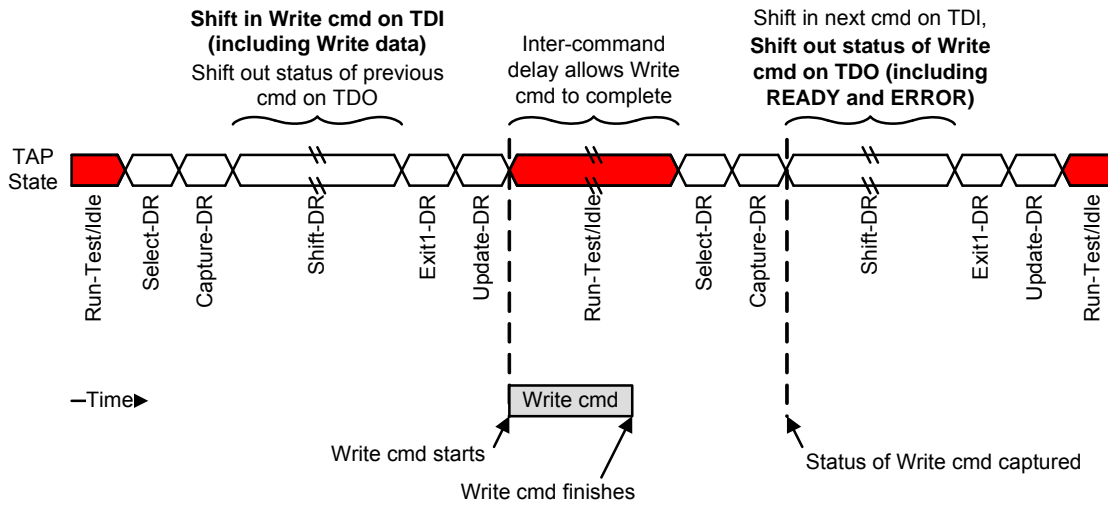 Shift in Write cmd on TDI
(including Write data)
Shift out status of previous
cmd on TDO
Inter-command
delay allows Write
cmd to complete
Shift in next cmd on TDI,
Shift out status of Write
cmd on TDO (including
READY and ERROR)
TAP
State
Run-Test/Idle
Select-DR
Capture-DR
Shift-DR
Exit1-DR
Update-DR
Run-Test/Idle
Select-DR
Capture-DR
Shift-DR
Exit1-DR
Update-DR
Run-Test/Idle
Time
Write cmd
Write cmd starts
Status of Write cmd captured
Write cmd finishes